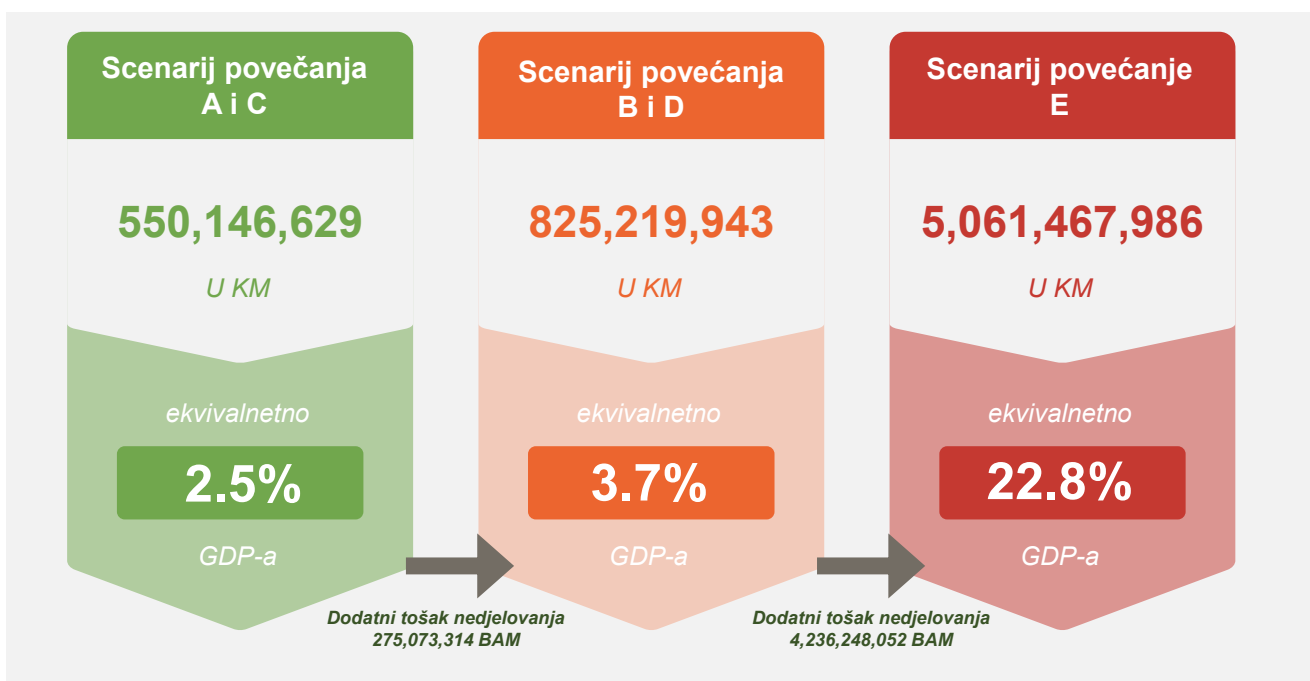 Scenarij povečanja
A i C
550,146,629
U KM
ekvivalnetno
2.5%
GDP-a
Scenarij povećanja
B i D
825,219,943
U KM
ekvivalnetno
3.7%
GDP-a
Scenarij povećanje
E
5,061,467,986
U KM
ekvivalnetno
22.8%
GDP-a
Dodatni tošak nedjelovanja
275,073,314 BAM
Dodatni tošak nedjelovanja
4,236,248,052 BAM